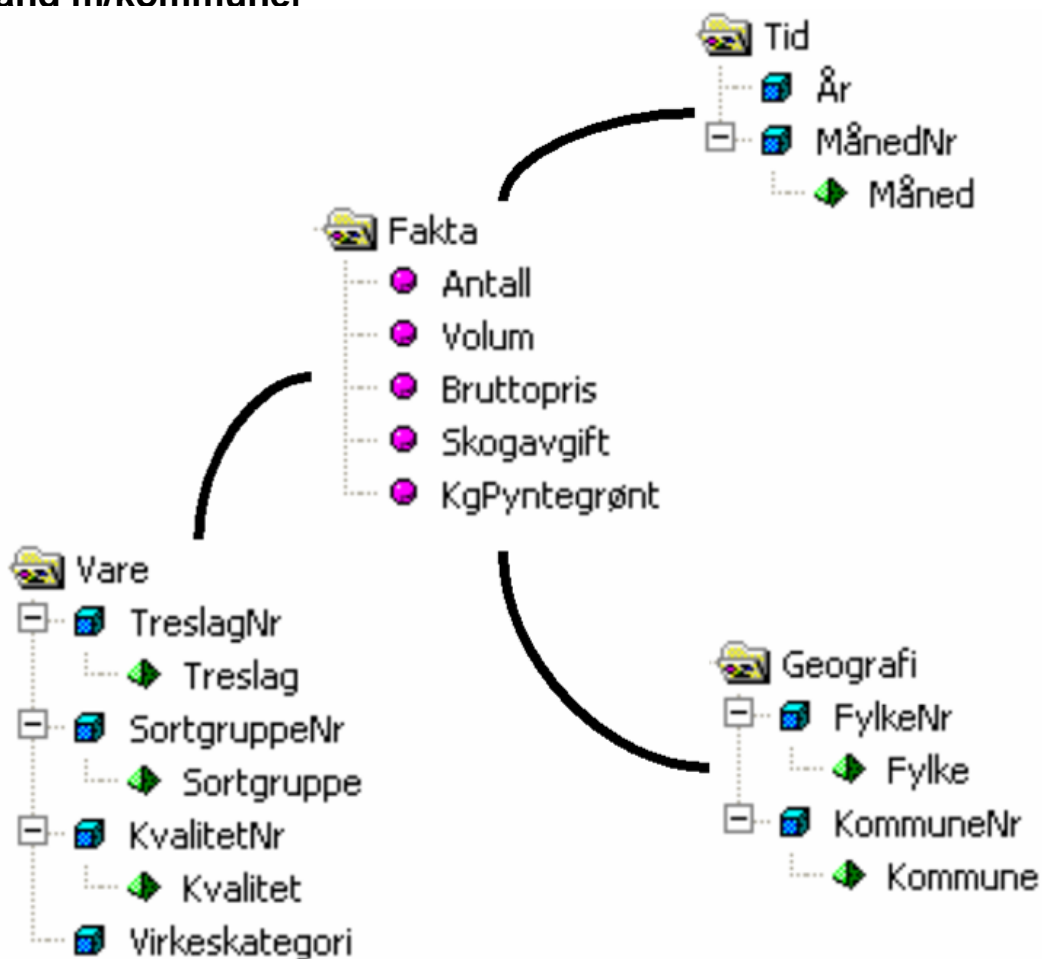 m/kommuner
Tid
År
MånedNr
Måned
Fakta
Antall
Volum
Bruttopris
Skogavgift
KgPyntegrønt
Vare
TreslagNr
Treslag
SortgruppeNr
Sortgruppe
KvalitetNr
Kvalitet
Virkeskategori
Geografi
FylkeNr
Fylke
KommuneNr
Kommune